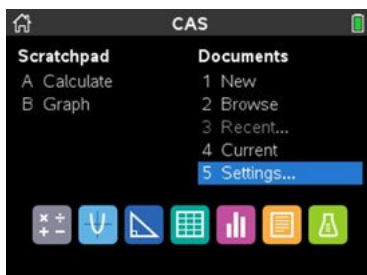 CAS
Scratchpad
A Calculate
B Graph
Documents
1 New
2 Browse
3 Recent...
4 Current
5 Settings...